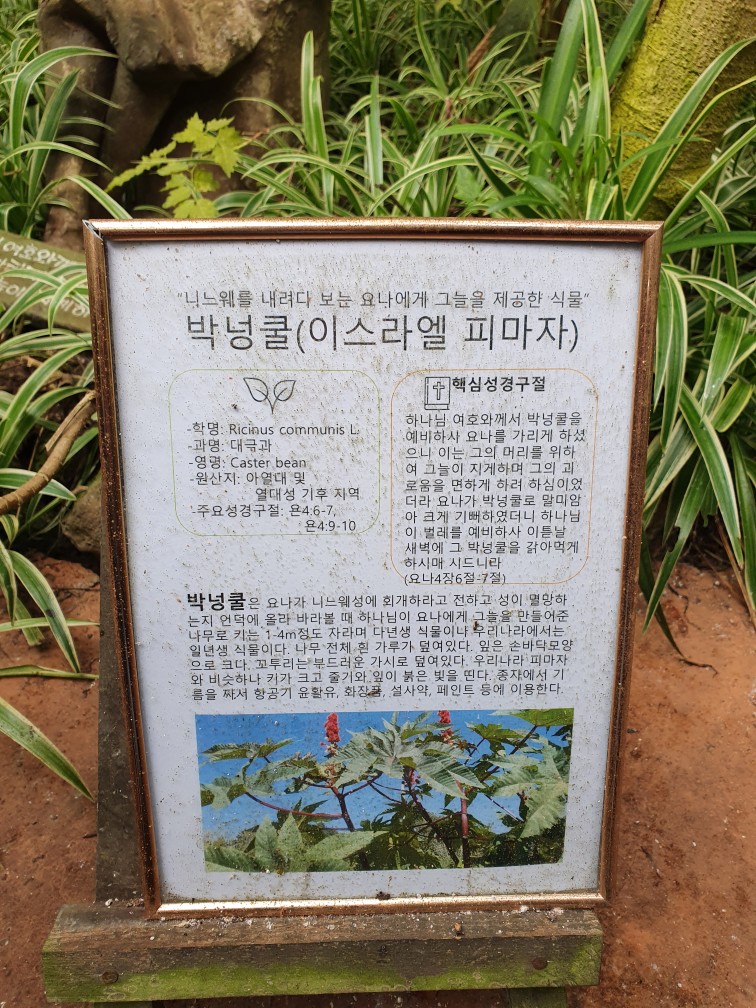 "니느웨를 내려다 보는 요나에게 그늘을 제공한 식물"
박넝쿨(이스라엘 피마자)
-학명: Ricinus communis L.
-과명: 대극과
-영명: Caster bean
-원산지: 아열대 및
열대성 기후 지역
-주요성경구절: 욘4:6-7,
욘4:9-10
핵심성경구절
하나님 여호와께서 박넝쿨을
예비하사 요나를 가리게 하셨
으니 이는 그의 머리를 위하
여 그늘이 지게하며 그의 괴
로움을 면하게 하려 하심이었
더라 요나가 박넝쿨로 말미암
아 크게 기뻐하였더니 하나님
이 벌레를 예비하사 이튿날
새벽에 그 박넝쿨을 갉아먹게
하시매 시드니라
(요나4장6절-7절)
박넝쿨은 요나가 니느웨성에 회개하라고 전하고 성이 멸망하
는지 언덕에 올라 바라볼 때 하나님이 요나에게 그늘을 만들어준
나무로 키는 1-4m정도 자라며 다년생 식물이나 우리나라에서는
일년생 식물이다. 나무 전체 흰 가루가 덮여있다. 잎은 손바닥모양
으로 크다. 꼬투리는 부드러운 가시로 덮여있다. 우리나라 피마자
와 비슷하나 키가 크고 줄기와 잎이 붉은 빛을 띤다. 종자에서 기
름을 짜서 항공기 윤활유, 화장품, 설사약, 페인트 등에 이용한다.